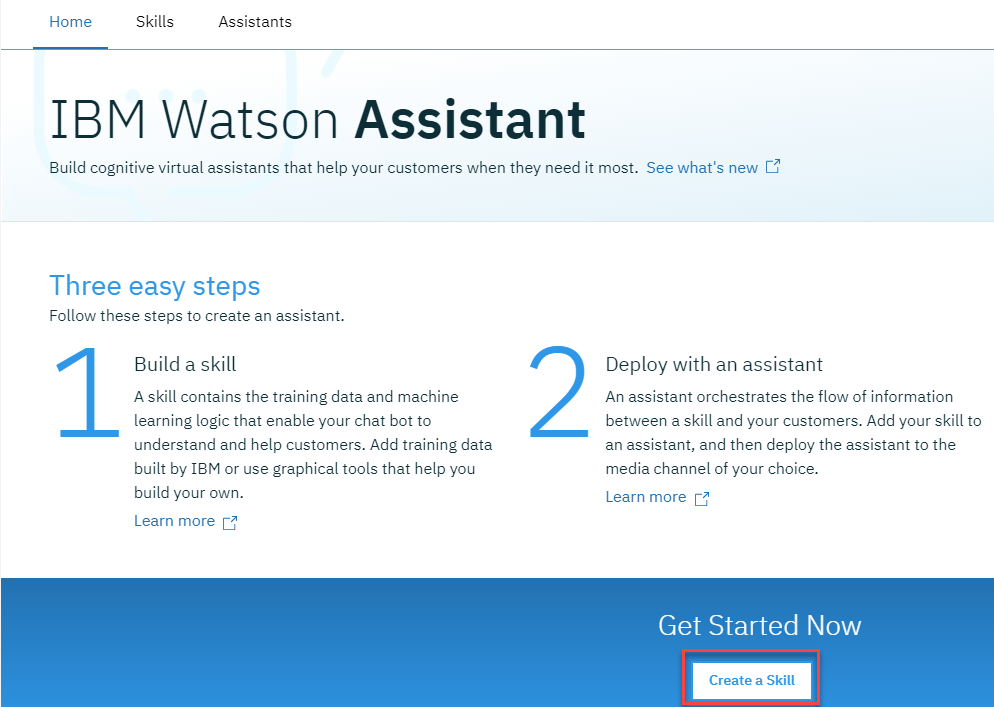 Home Skills Assistants
IBM Watson Assistant
Build cognitive virtual assistants that help your customers when they need it most. See what's new
Three easy steps
Follow these steps to create an assistant.
1
Build a skill
A skill contains the training data and machine
learning logic that enable your chat bot to
understand and help customers. Add training data
built by IBM or use graphical tools that help you
build your own.
Learn more
2
Deploy with an assistant
An assistant orchestrates the flow of information
between a skill and your customers. Add your skill to
an assistant, and then deploy the assistant to the
media channel of your choice.
Learn more
Get Started Now
Create a Skill